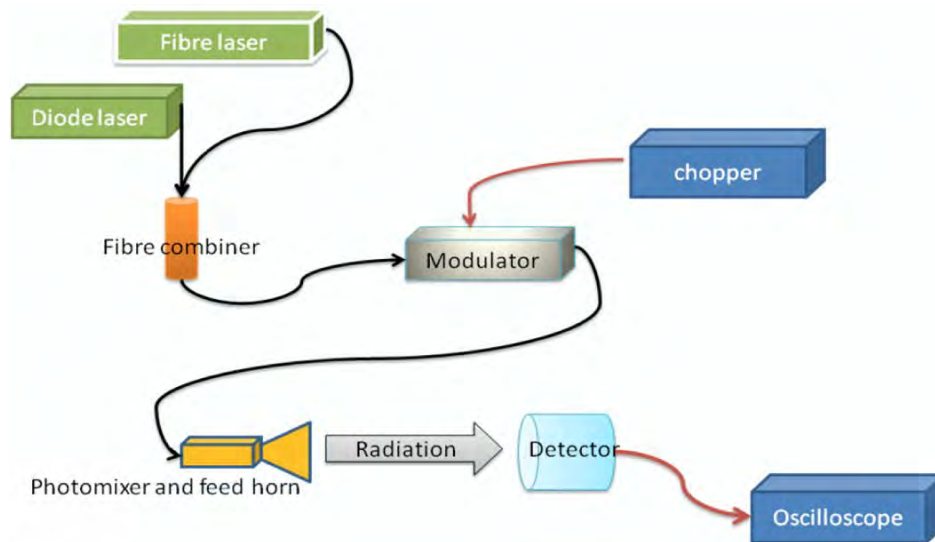 Fibre laser
Diode laser
chopper
Fibre combiner
Modulator
Radiation
Detector
Photomixer and feed horn
Oscilloscope